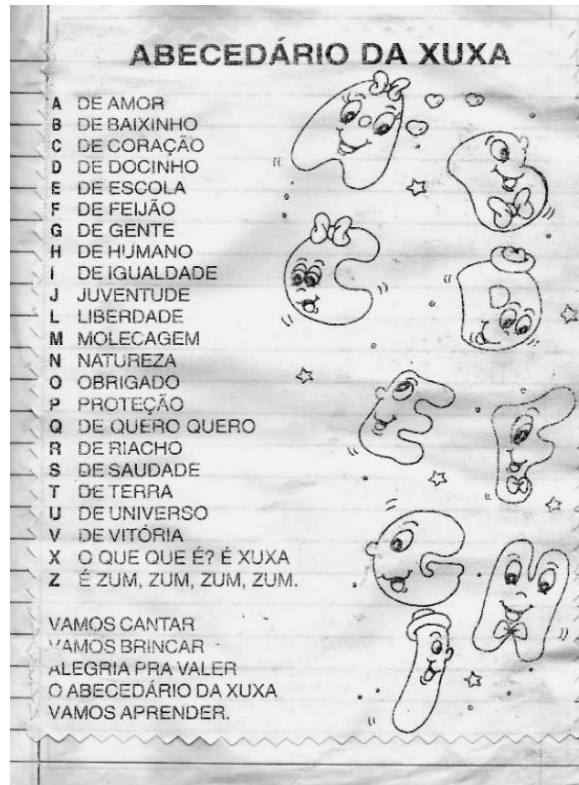 ABECEDÁRIO DA XUXA
A DE AMOR
B DE BAIXINHO
C DE CORAÇÃO
D DE DOCINHO
E DE ESCOLA
F DE FEIJÃO
G DE GENTE
H DE HUMANO
I DE IGUALDADE
J JUVENTUDE
L LIBERDADE
M MOLECAGEM
N NATUREZA
O OBRIGADO
P PROTEÇÃO
Q DE QUERO QUERO
R DE RIACHO
S DE SAUDADE
T DE TERRA
U DE UNIVERSO
V DE VITÓRIA
X O QUE QUE É? É XUXA
Z É ZUM, ZUM, ZUM, ZUM.
VAMOS CANTAR
VAMOS BRINCAR
ALEGRIA PRA VALER
O ABECEDÁRIO DA XUXA
VAMOS APRENDER.